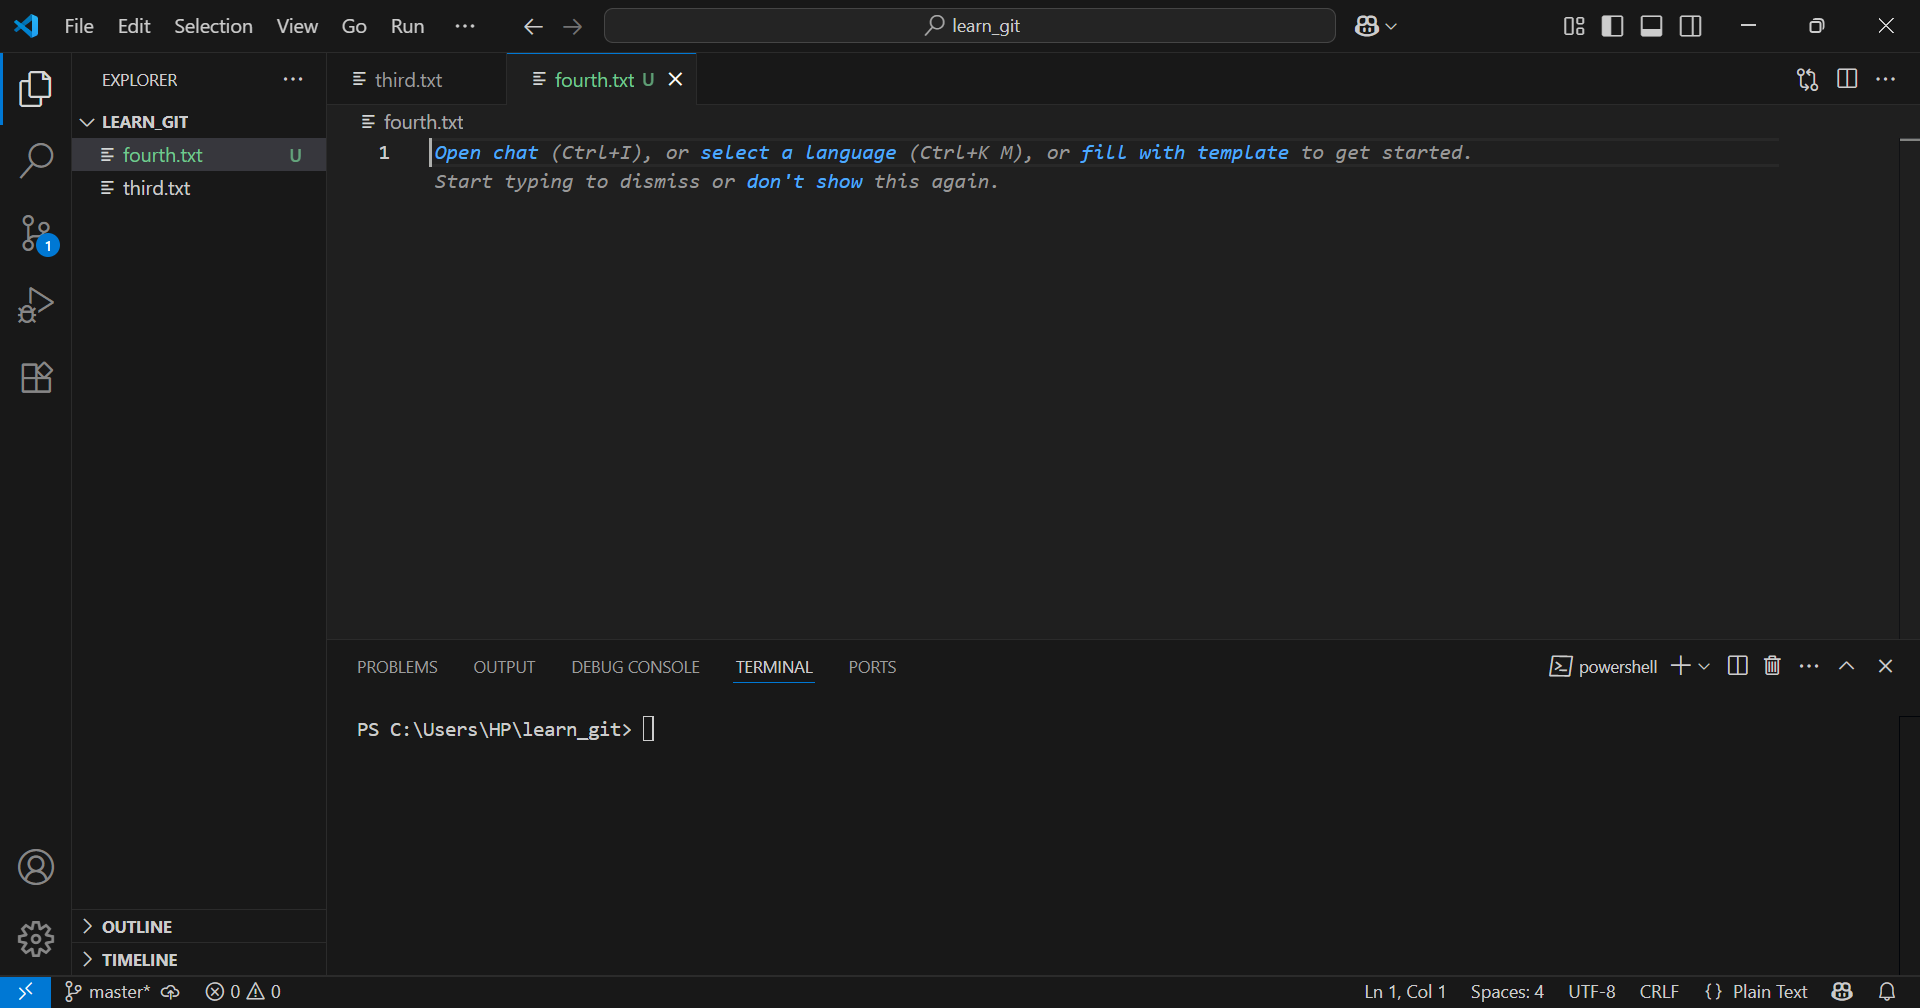 File Edit Selection View Go Run ··· learn_git
EXPLORER ···
LEARN_GIT
fourth.txt U
third.txt
third.txt fourth.txt U
fourth.txt
1 Open chat (Ctrl+I), or select a language (Ctrl+K M), or fill with template to get started.
Start typing to dismiss or don't show this again.
1
PROBLEMS OUTPUT DEBUG CONSOLE TERMINAL PORTS powershell
PS C:\Users\HP\learn_git>
OUTLINE
TIMELINE
master* 0 0 Ln 1, Col 1 Spaces: 4 UTF-8 CRLF {} Plain Text